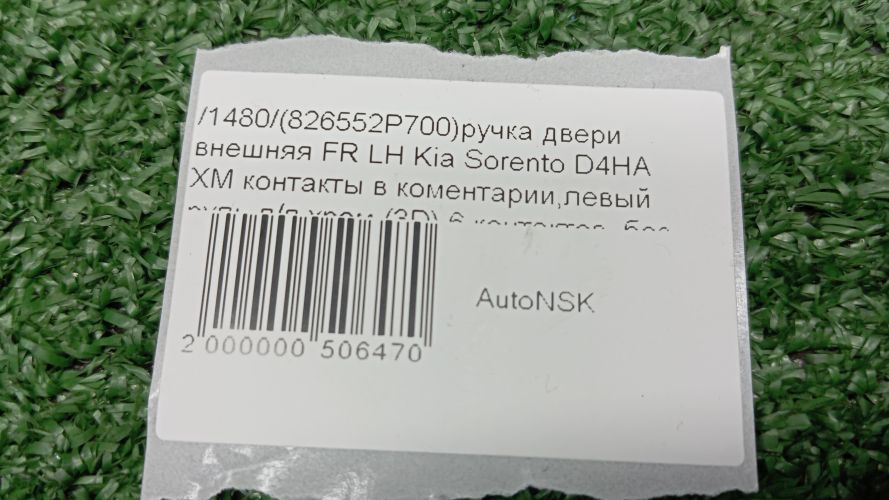 /1480/(826552P700)ручка двери
внешняя FR LH Kia Sorento D4HA
XM контакты в коментарии,левый
AutoNSK
2 000000 506470